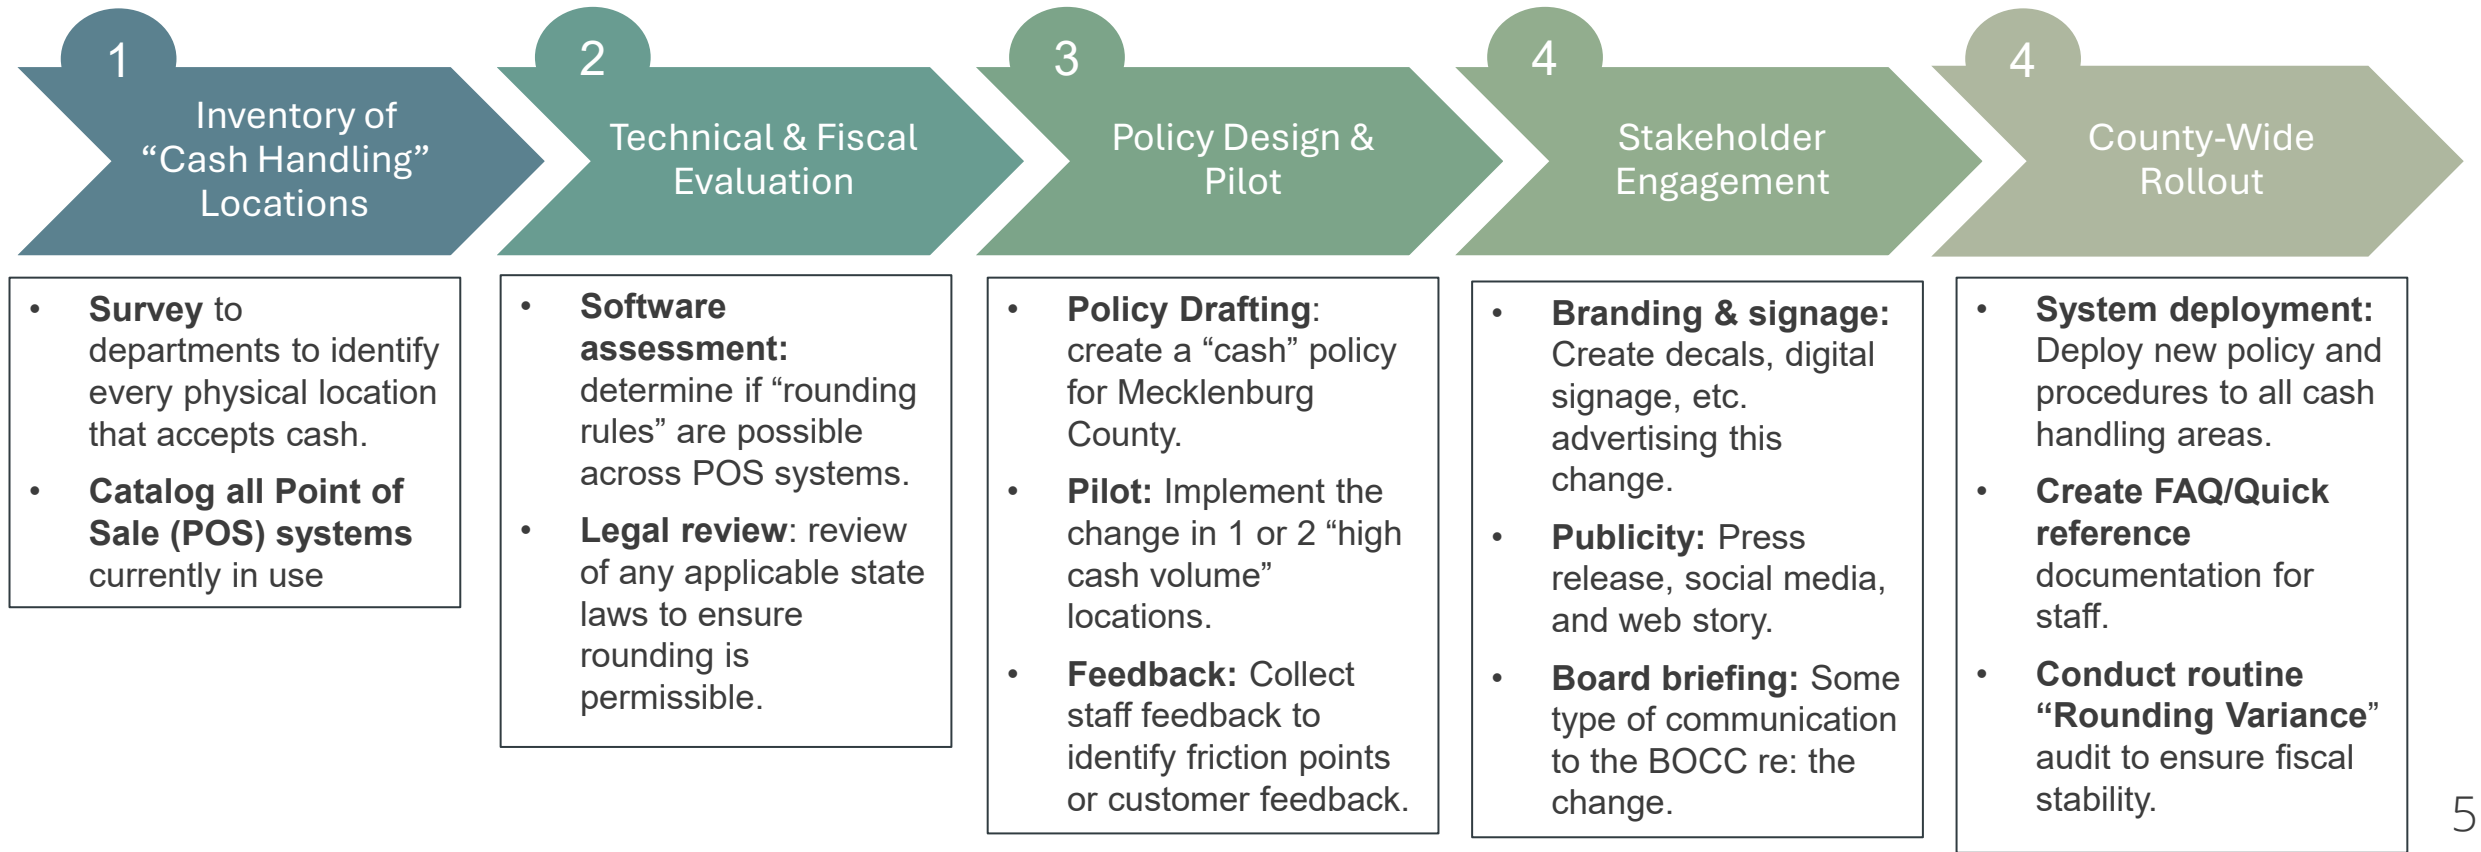 1
Inventory of
“Cash Handling”
Locations
• Survey to
departments to identify
every physical location
that accepts cash.
• Catalog all Point of
Sale (POS) systems
currently in use
2
Technical & Fiscal
Evaluation
• Software
assessment:
determine if “rounding
rules” are possible
across POS systems.
• Legal review: review
of any applicable state
laws to ensure
rounding is
permissible.
3
Policy Design &
Pilot
• Policy Drafting:
create a “cash” policy
for Mecklenburg
County.
• Pilot: Implement the
change in 1 or 2 “high
cash volume”
locations.
• Feedback: Collect
staff feedback to
identify friction points
or customer feedback.
4
Stakeholder
Engagement
• Branding & signage:
Create decals, digital
signage, etc.
advertising this
change.
• Publicity: Press
release, social media,
and web story.
• Board briefing: Some
type of communication
to the BOCC re: the
change.
4
County-Wide
Rollout
• System deployment:
Deploy new policy and
procedures to all cash
handling areas.
• Create FAQ/Quick
reference
documentation for
staff.
• Conduct routine
“Rounding Variance”
audit to ensure fiscal
stability.
5